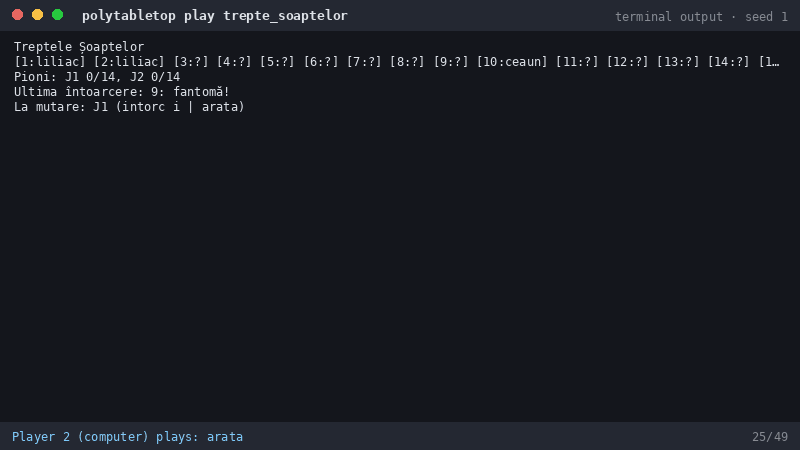 polytabletop play trepte_soaptelor
terminal output · seed 1
Treptele Șoaptelor
[1:liliac] [2:liliac] [3:?] [4:?] [5:?] [6:?] [7:?] [8:?] [9:?] [10:ceaun] [11:?] [12:?] [13:?] [14:?] [1…
Pioni: J1 0/14, J2 0/14
Ultima întoarcere: 9: fantomă!
La mutare: J1 (intorc i | arata)
Player 2 (computer) plays: arata
25/49